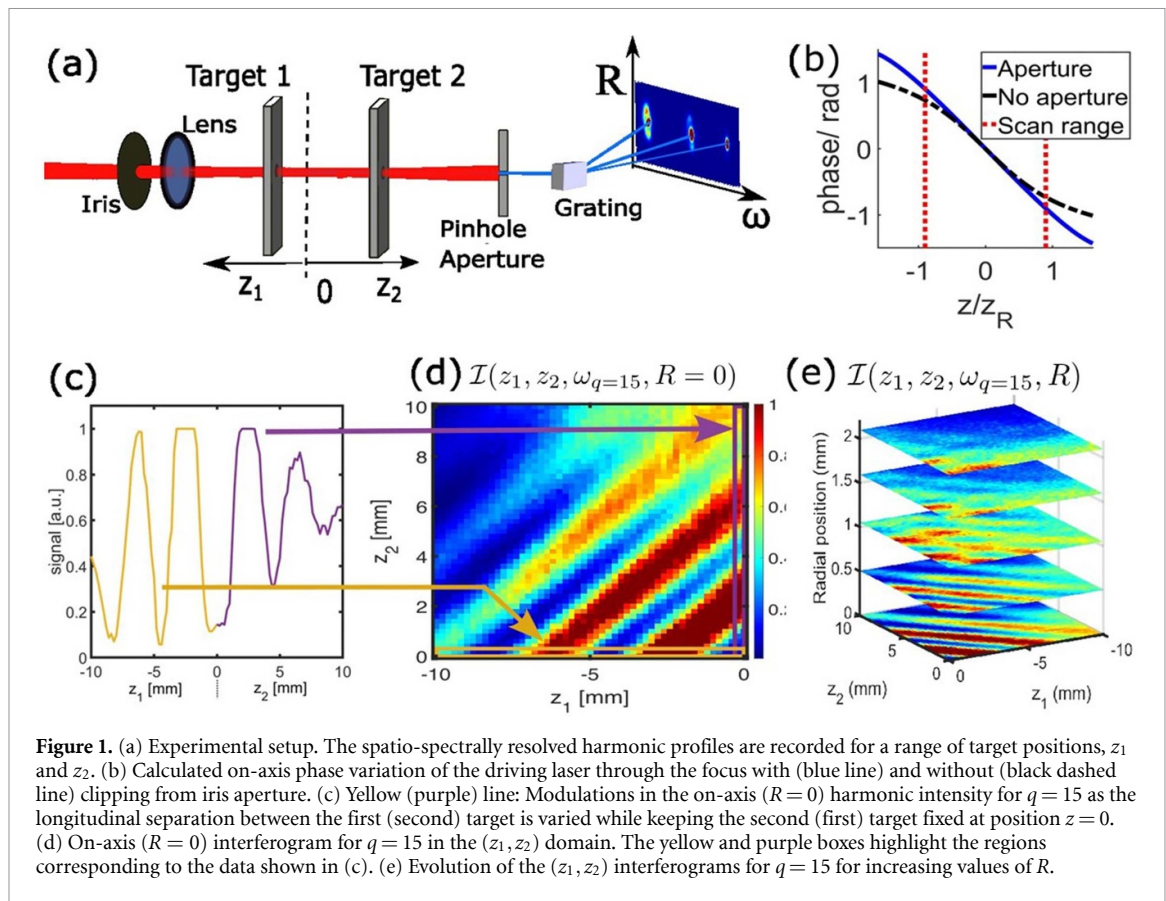 (a)
Target 1
Target 2
Lens
Iris
Pinhole
Aperture
Grating
R
ω
z1
0
z2
(b)
Aperture
No aperture
Scan range
phase/ rad
1
0
-1
-1
0
1
z/zR
(c)
signal [a.u.]
1
0.8
0.6
0.4
0.2
0
-10
-5
0
5
10
z1 [mm]
z2 [mm]
(d) I(z1, z2, ωq=15, R = 0)
10
8
6
4
2
0
z2 [mm]
-10
-5
0
z1 [mm]
1
(e) I(z1, z2, ωq=15, R)
Radial position (mm)
2
1.5
1
0.5
0
10
5
0
z2 (mm)
0
-5
-10
z1 (mm)
Figure 1. (a) Experimental setup. The spatio-spectrally resolved harmonic profiles are recorded for a range of target positions, z1
and z2. (b) Calculated on-axis phase variation of the driving laser through the focus with (blue line) and without (black dashed
line) clipping from iris aperture. (c) Yellow (purple) line: Modulations in the on-axis (R = 0) harmonic intensity for q = 15 as the
longitudinal separation between the first (second) target is varied while keeping the second (first) target fixed at position z = 0.
(d) On-axis (R = 0) interferogram for q = 15 in the (z1, z2) domain. The yellow and purple boxes highlight the regions
corresponding to the data shown in (c). (e) Evolution of the (z1, z2) interferograms for q = 15 for increasing values of R.